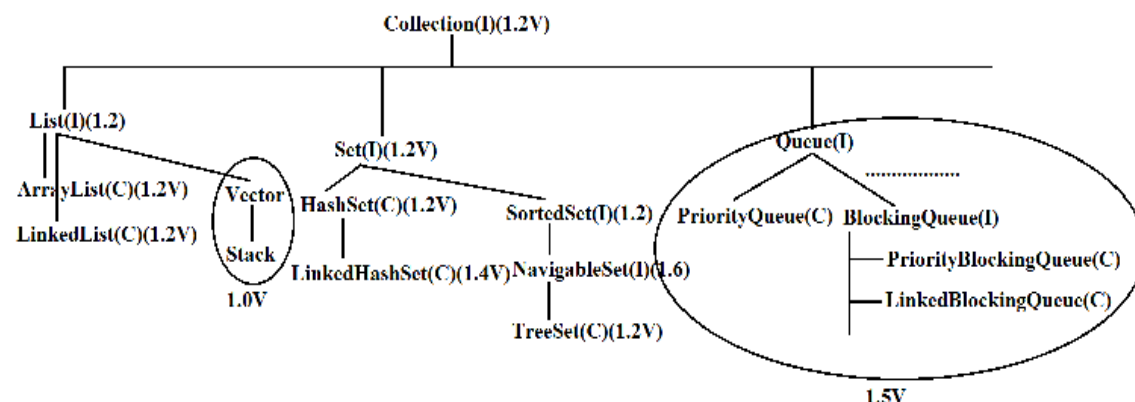 Collection(I)(1.2V)
List(I)(1.2)
ArrayList(C)(1.2V)
LinkedList(C)(1.2V)
Vector
Stack
1.0V
Set(I)(1.2V)
HashSet(C)(1.2V)
LinkedHashSet(C)(1.4V)
SortedSet(I)(1.2)
NavigableSet(I)(1.6)
TreeSet(C)(1.2V)
Queue(I)
..................
PriorityQueue(C)
BlockingQueue(I)
PriorityBlockingQueue(C)
LinkedBlockingQueue(C)
1.5V